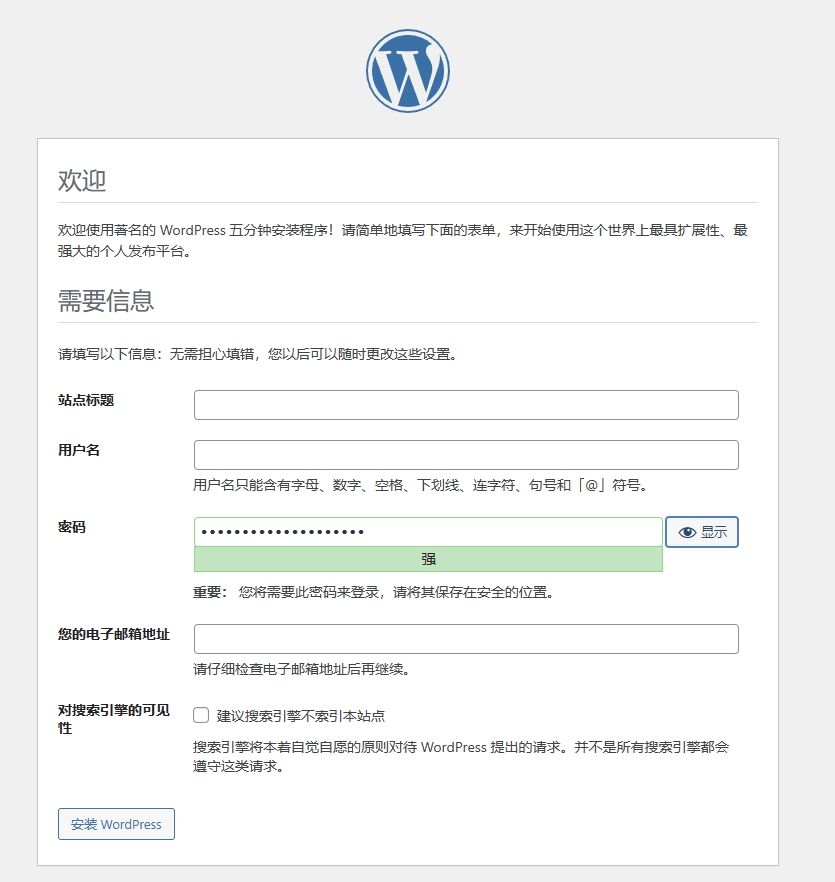 欢迎
欢迎使用著名的 WordPress 五分钟安装程序！请简单地填写下面的表单，来开始使用这个世界上最具扩展性、最
强大的个人发布平台。
需要信息
请填写以下信息：无需担心填错，您以后可以随时更改这些设置。
站点标题
用户名
用户名只能含有字母、数字、空格、下划线、连字符、句号和「@」符号。
密码
••••••••••••••••••••
显示
强
重要： 您将需要此密码来登录，请将其保存在安全的位置。
您的电子邮箱地址
请仔细检查电子邮箱地址后再继续。
对搜索引擎的可见
性
建议搜索引擎不索引本站点
搜索引擎将本着自觉自愿的原则对待 WordPress 提出的请求。并不是所有搜索引擎都会
遵守这类请求。
安装 WordPress